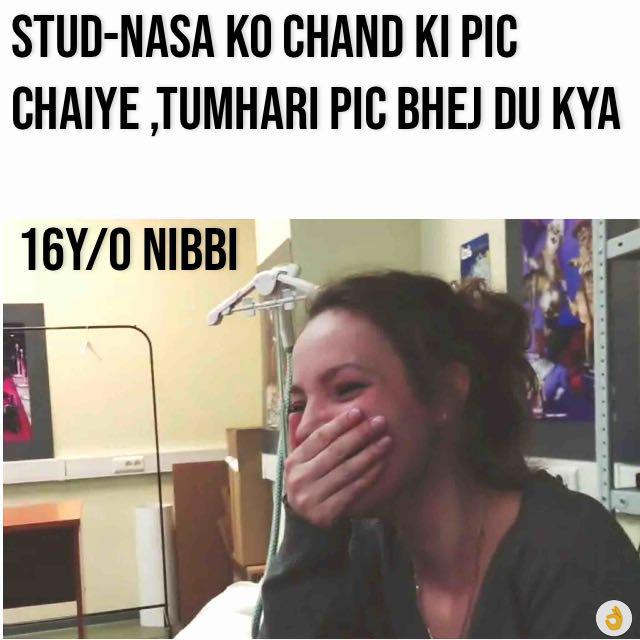 STUD-NASA KO CHAND KI PIC
CHAIYE ,TUMHARI PIC BHEJ DU KYA
16Y/O NIBBI